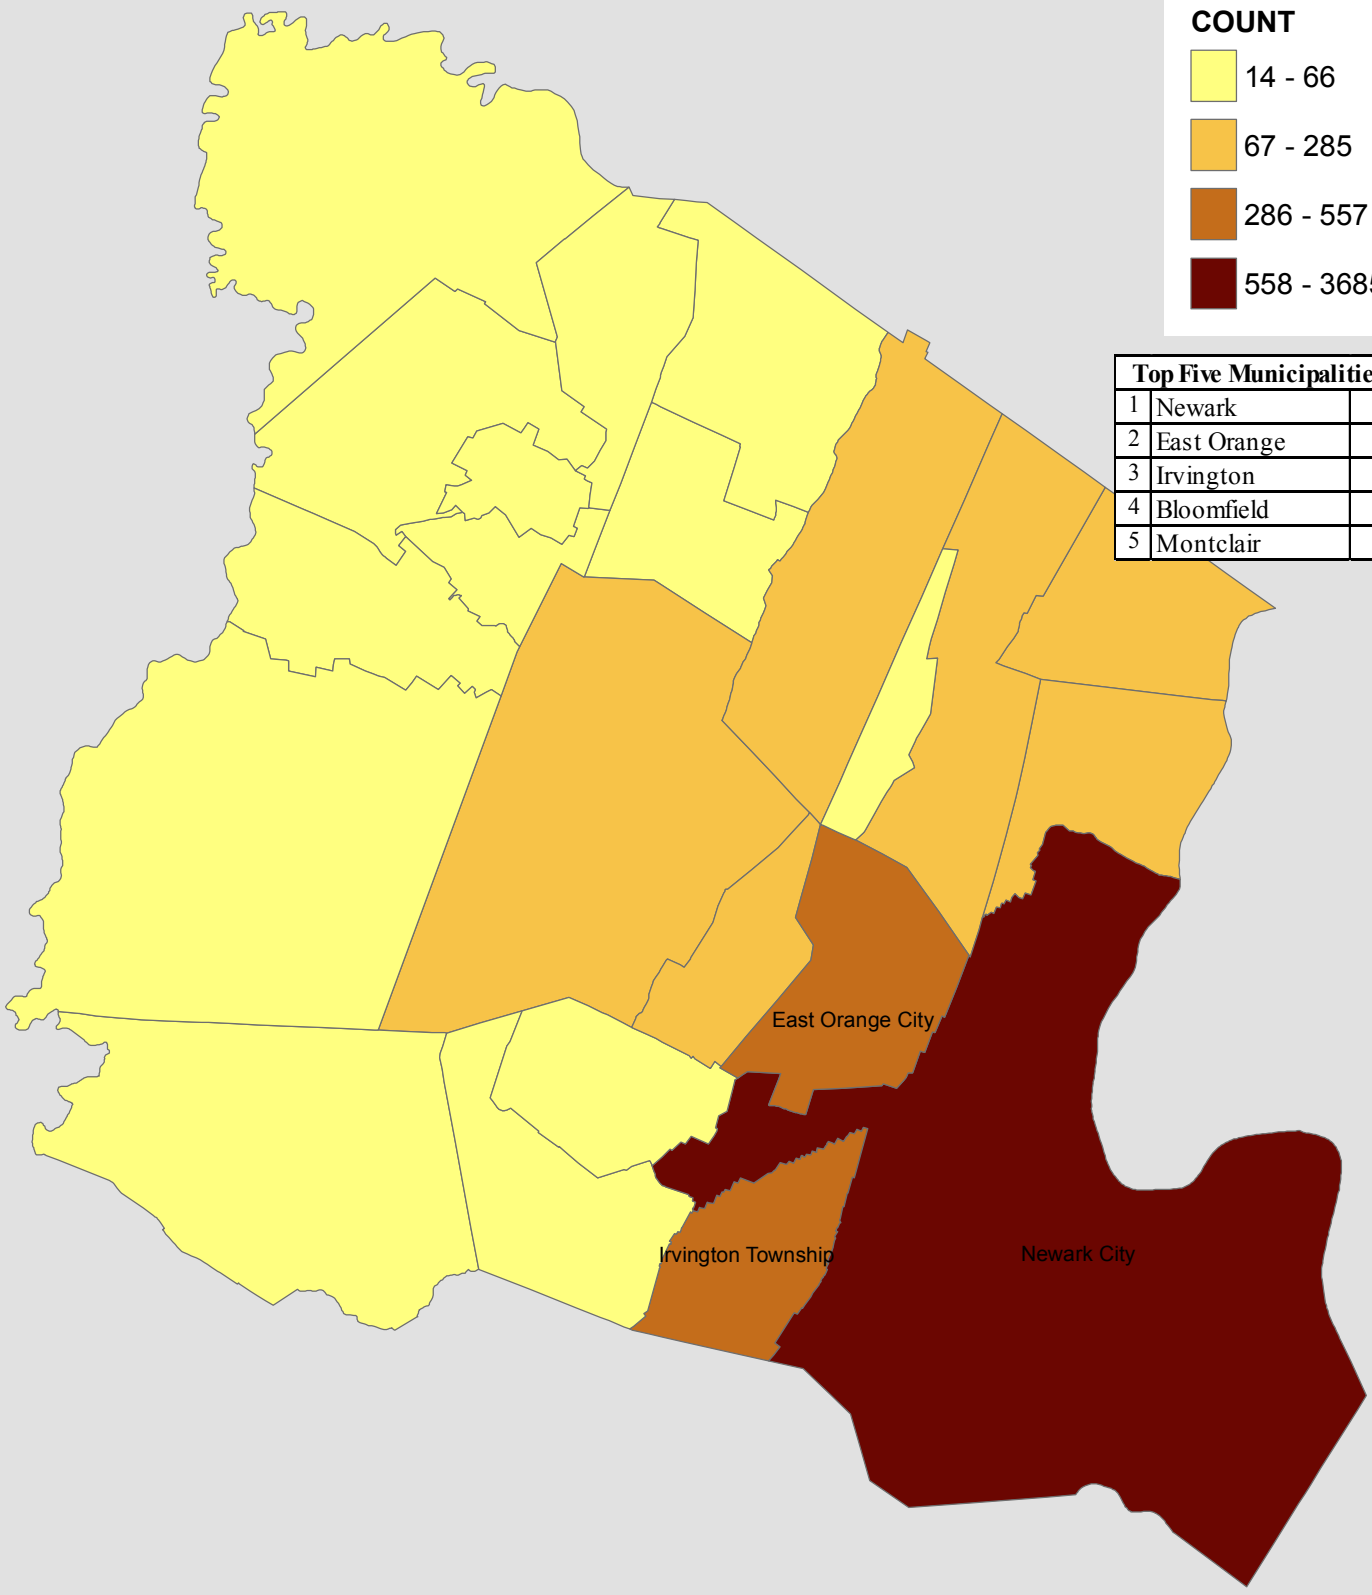 COUNT
14 - 66
67 - 285
286 - 557
558 - 3685
Top Five Municipalitie
1 Newark
2 East Orange
3 Irvington
4 Bloomfield
5 Montclair
East Orange City
Irvington Township
Newark City